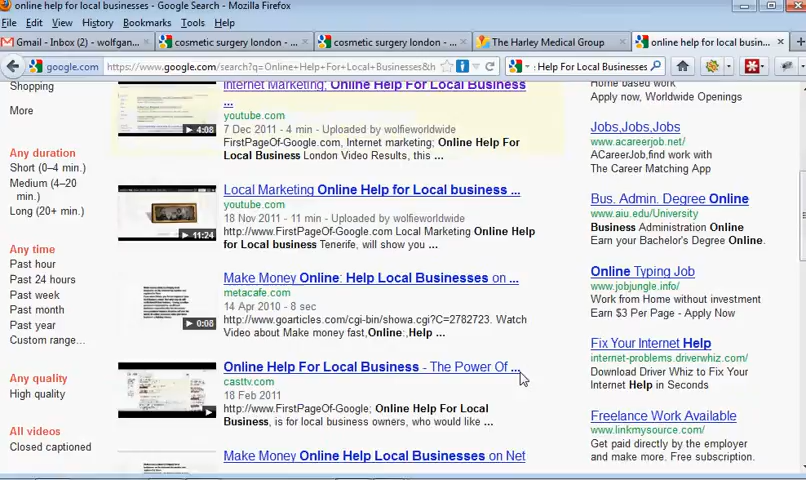 online help for local businesses - Google Search - Mozilla Firefox
File Edit View History Bookmarks Tools Help
Gmail - Inbox (2) - wolfgan...
cosmetic surgery london - ...
cosmetic surgery london - ...
The Harley Medical Group
online help for local busin...
google.com
https://www.google.com/search?q=Online+Help+For+Local+Businesses&h
: Help For Local Businesses
Shopping
More
Any duration
Short (0–4 min.)
Medium (4–20
min.)
Long (20+ min.)
Any time
Past hour
Past 24 hours
Past week
Past month
Past year
Custom range...
Any quality
High quality
All videos
Closed captioned
4:08
Internet Marketing; Online Help For Local Business
...
youtube.com
7 Dec 2011 - 4 min - Uploaded by wolfieworldwide
FirstPageOf-Google.com, Internet marketing; Online Help For
Local Business London Video Results, this ...
11:24
Local Marketing Online Help for Local business ...
youtube.com
18 Nov 2011 - 11 min - Uploaded by wolfieworldwide
http://www.FirstPageOf-Google.com Local Marketing Online Help
for Local business Tenerife, will show you ...
0:08
Make Money Online: Help Local Businesses on ...
metacafe.com
14 Apr 2010 - 8 sec
http://www.goarticles.com/cgi-bin/showa.cgi?C=2782723. Watch
Video about Make money fast,Online:,Help ...
Online Help For Local Business - The Power Of ...
casttv.com
18 Feb 2011
http://www.FirstPageOf-Google; Online Help For Local
Business, is for local business owners, who would like ...
Make Money Online Help Local Businesses on Net
Home based work
Apply now, Worldwide Openings
Jobs,Jobs,Jobs
www.acareerjob.net/
ACareerJob,find work with
The Career Matching App
Bus. Admin. Degree Online
www.aiu.edu/University
Business Administration Online
Earn your Bachelor's Degree Online.
Online Typing Job
www.jobjungle.info/
Work from Home without investment
Earn $3 Per Page - Apply Now
Fix Your Internet Help
internet-problems.driverwhiz.com/
Download Driver Whiz to Fix Your
Internet Help in Seconds
Freelance Work Available
www.linkmysource.com/
Get paid directly by the employer
and make more. Free subscription.